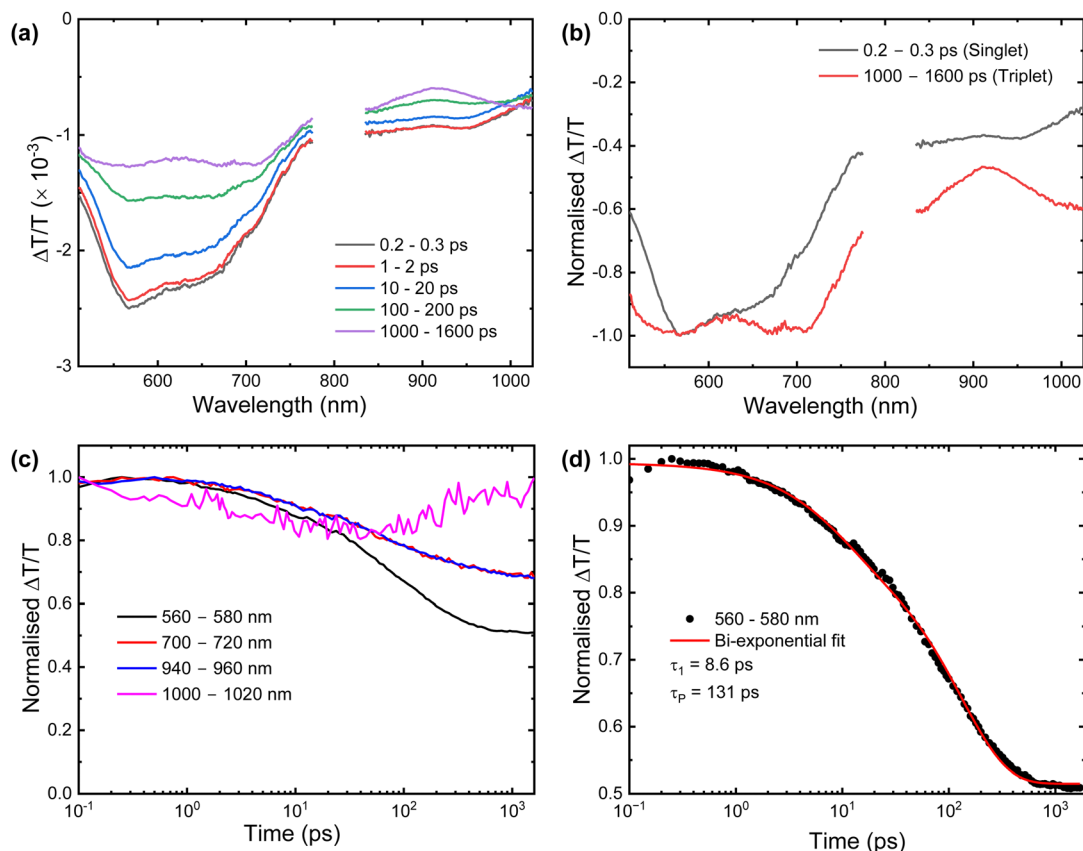 (a)
0
-1
-2
-3
ΔT/T (× 10⁻³)
0.2 - 0.3 ps
1 - 2 ps
10 - 20 ps
100 - 200 ps
1000 - 1600 ps
600 700 800 900 1000
Wavelength (nm)
(b)
0.0
-0.2
-0.4
-0.6
-0.8
-1.0
Normalised ΔT/T
0.2 – 0.3 ps (Singlet)
1000 – 1600 ps (Triplet)
600 700 800 900 1000
Wavelength (nm)
(c)
1.0
0.8
0.6
0.4
0.2
0.0
Normalised ΔT/T
560 – 580 nm
700 – 720 nm
940 – 960 nm
1000 – 1020 nm
10⁻¹ 10⁰ 10¹ 10² 10³
Time (ps)
(d)
1.0
0.9
0.8
0.7
0.6
0.5
Normalised ΔT/T
560 - 580 nm
Bi-exponential fit
τ₁ = 8.6 ps
τP = 131 ps
10⁻¹ 10⁰ 10¹ 10² 10³
Time (ps)